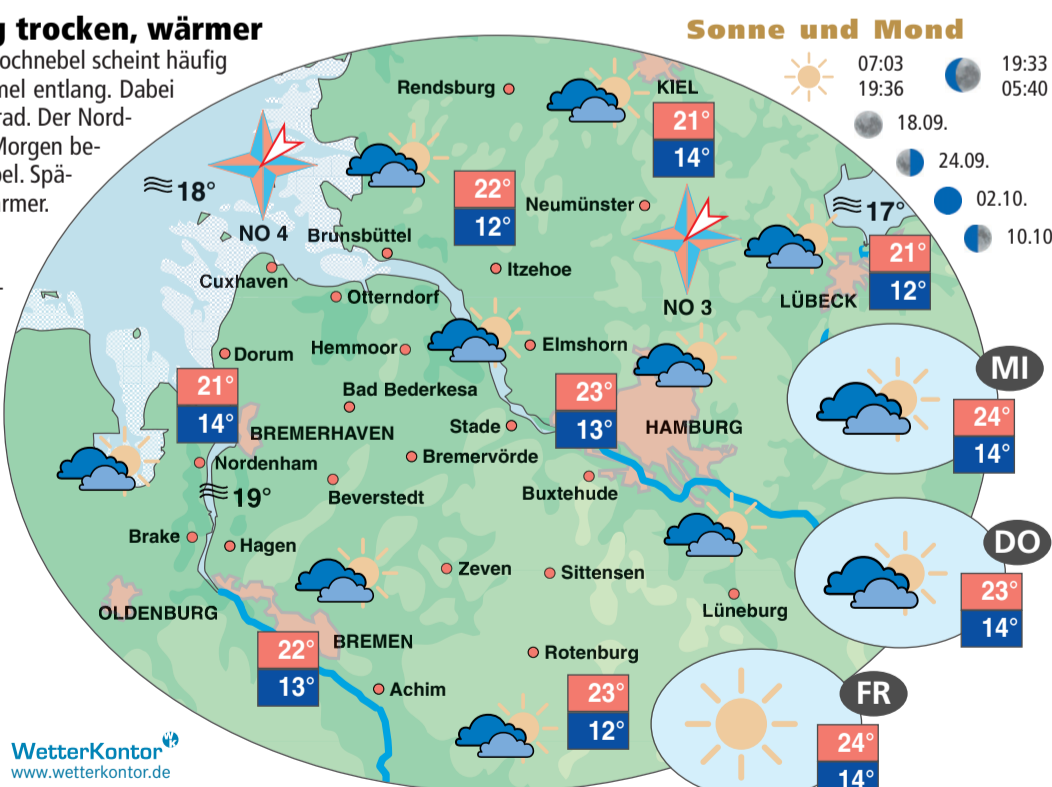 g trocken, wärmer
ochnebel scheint häufig
mel entlang. Dabei
rad. Der Nord-
Morgen be-
bel. Spä-
ärmer.
Sonne und Mond
07:03
19:36
19:33
05:40
18.09.
24.09.
02.10.
10.10
Rendsburg
KIEL
21°
14°
18°
22°
12°
Neumünster
17°
NO 4
Brunsbüttel
21°
12°
Cuxhaven
Itzehoe
Otterndorf
LÜBECK
NO 3
Dorum
Hemmoor
Elmshorn
MI
24°
14°
21°
14°
Bad Bederkesa
23°
13°
BREMERHAVEN
Stade
HAMBURG
Nordenham
Bremervörde
19°
Beverstedt
Buxtehude
Brake
Hagen
DO
23°
14°
Zeven
Sittensen
OLDENBURG
Lüneburg
22°
13°
BREMEN
Rotenburg
Achim
23°
12°
FR
24°
14°
WetterKontor
www.wetterkontor.de